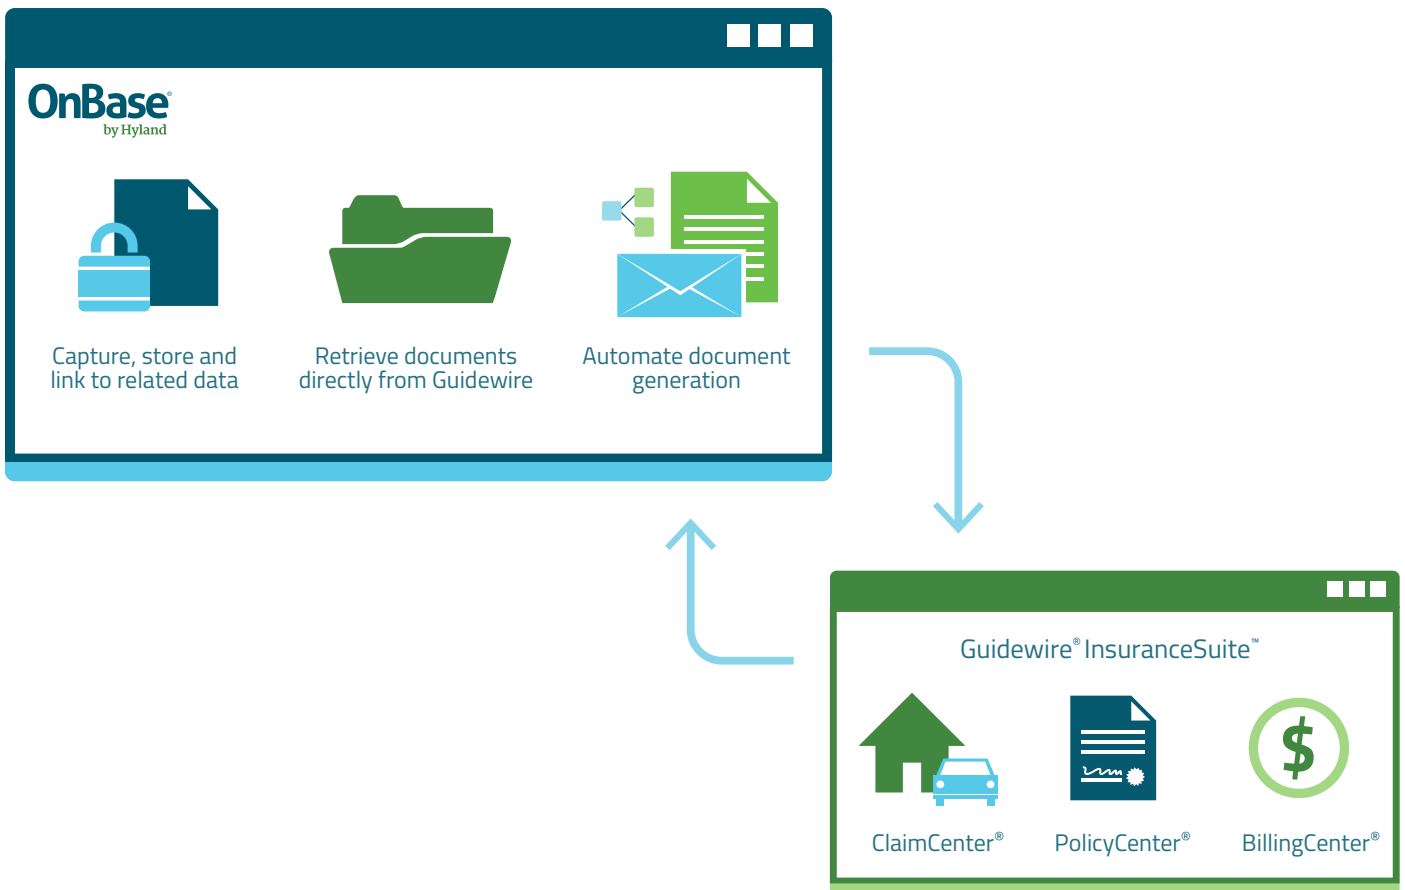 OnBase®
by Hyland
Capture, store and
link to related data
Retrieve documents
directly from Guidewire
Automate document
generation
Guidewire® InsuranceSuite™
$
ClaimCenter®
PolicyCenter®
BillingCenter®